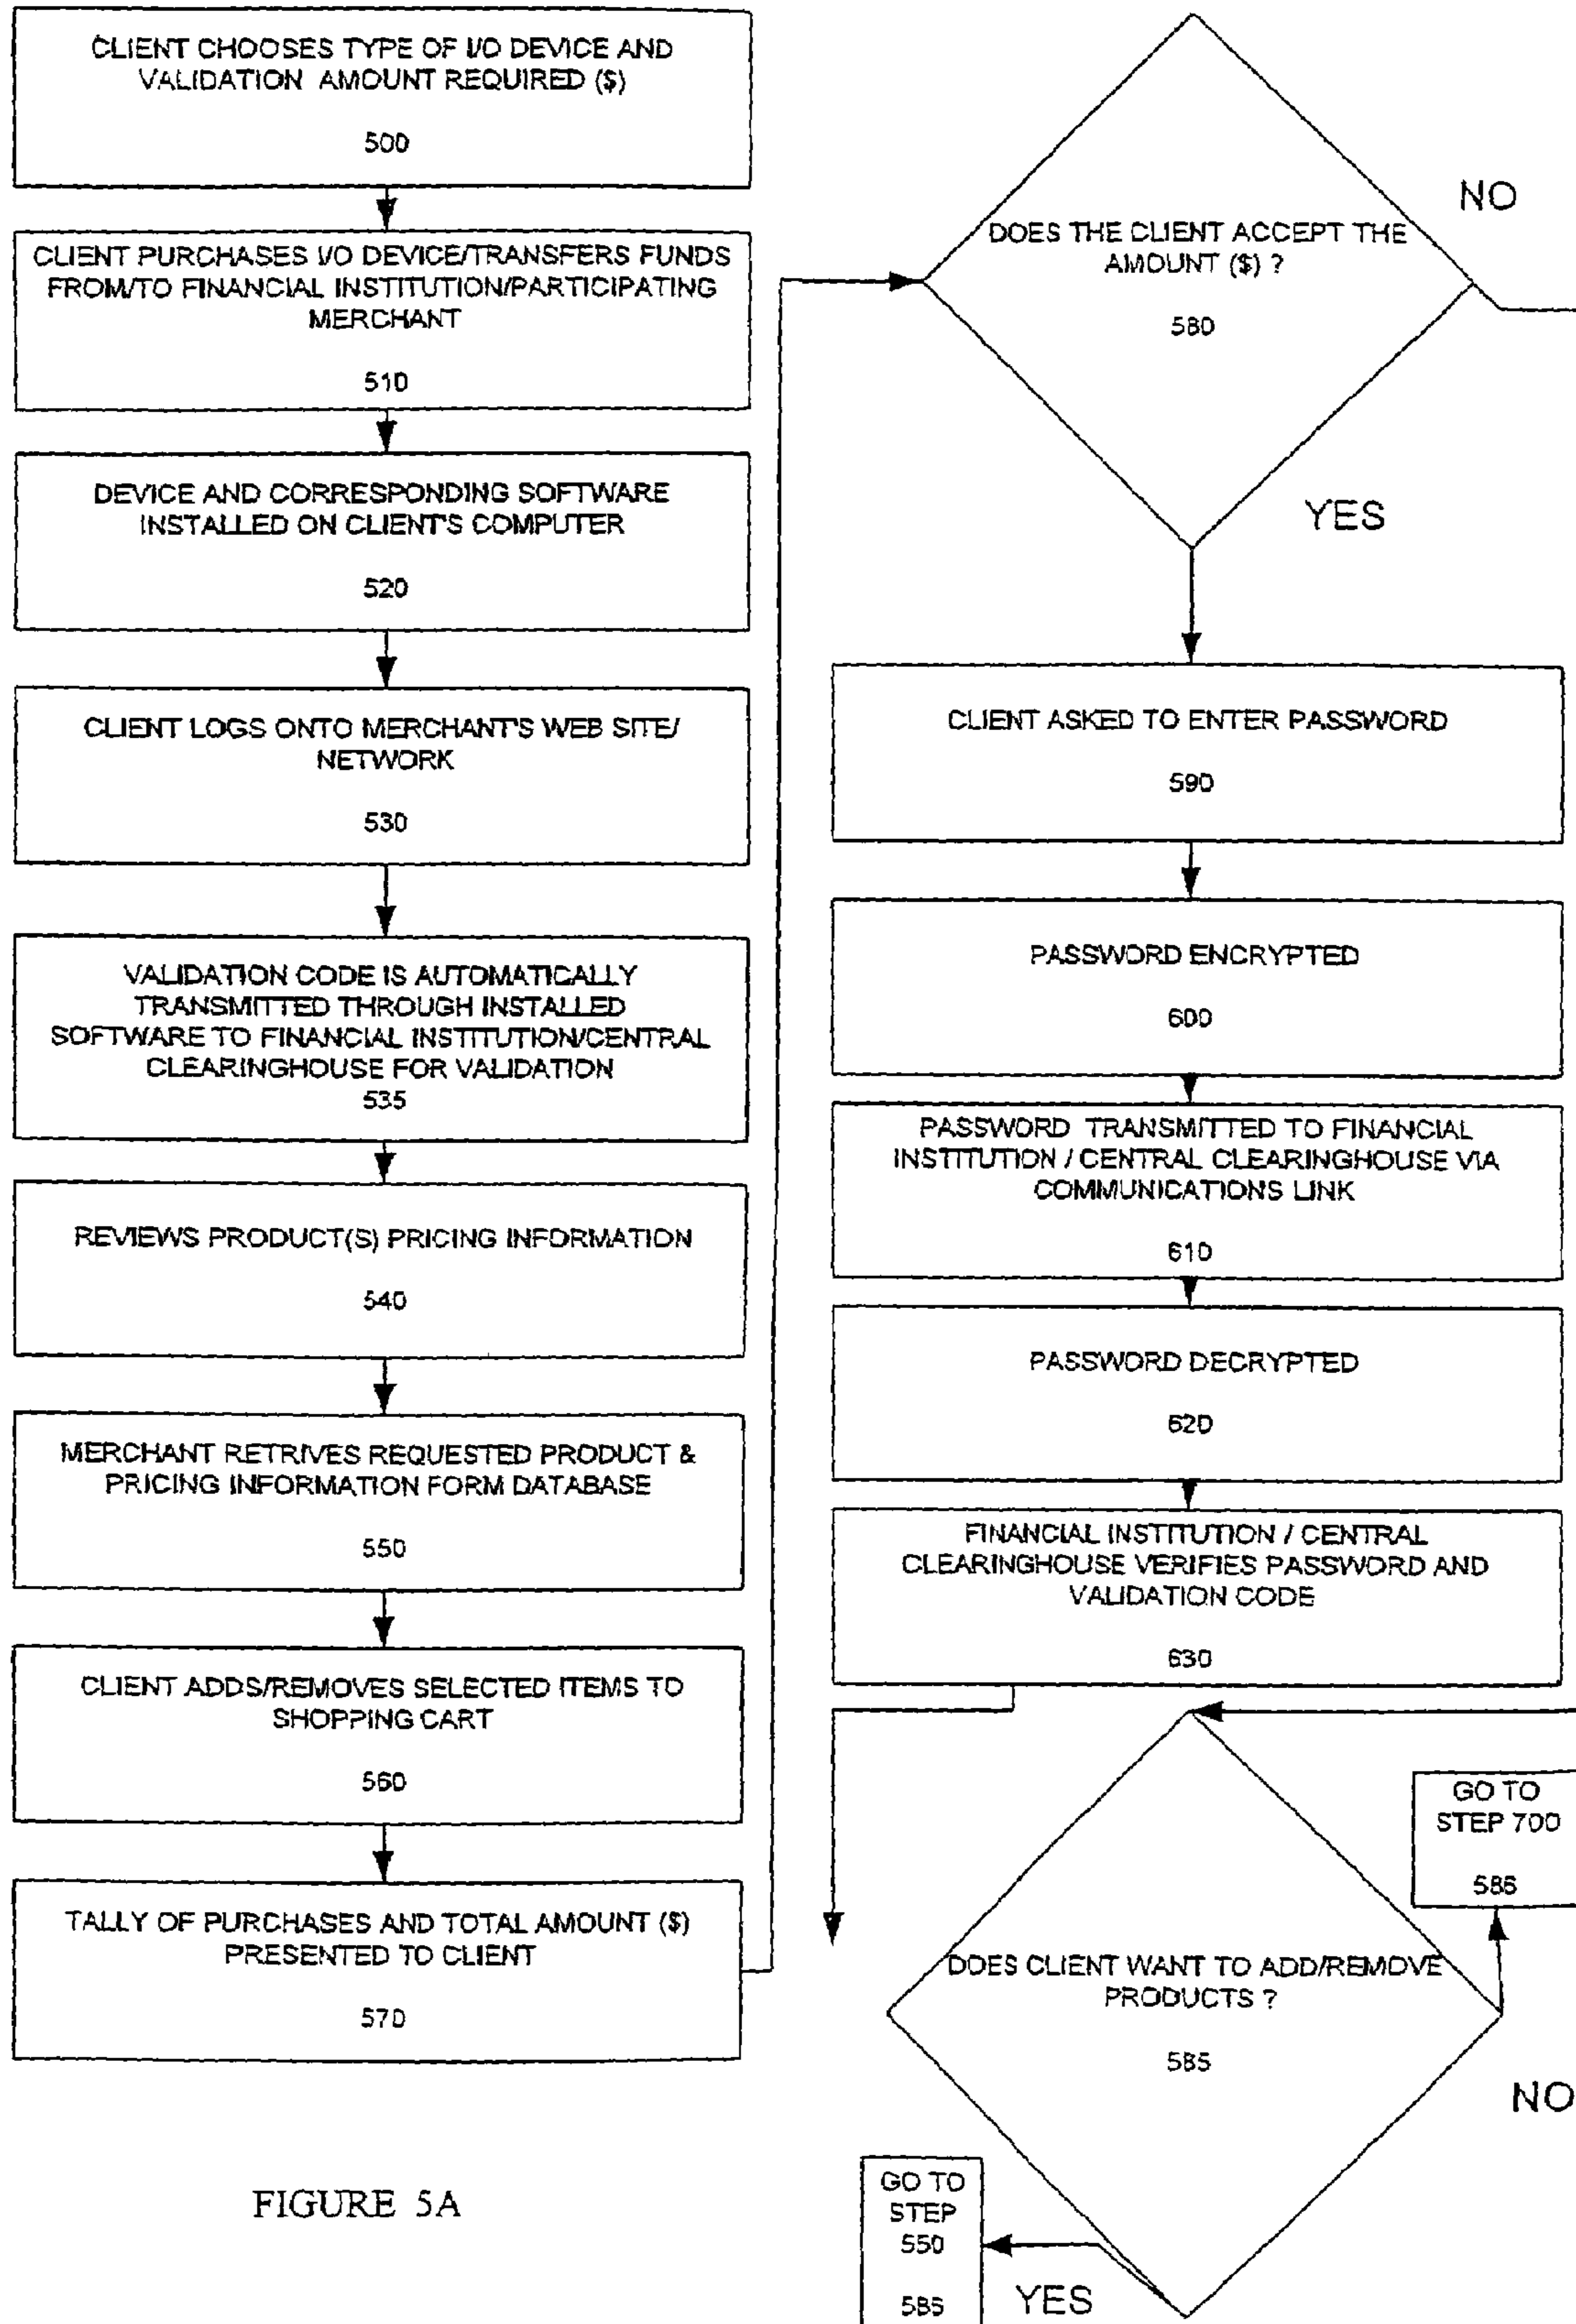 CLIENT CHOOSES TYPE OF I/O DEVICE AND
VALIDATION AMOUNT REQUIRED ($)
500
CLIENT PURCHASES I/O DEVICE/TRANSFERS FUNDS
FROM/TO FINANCIAL INSTITUTION/PARTICIPATING
MERCHANT
510
DEVICE AND CORRESPONDING SOFTWARE
INSTALLED ON CLIENT'S COMPUTER
520
CLIENT LOGS ONTO MERCHANT'S WEB SITE/
NETWORK
530
VALIDATION CODE IS AUTOMATICALLY
TRANSMITTED THROUGH INSTALLED
SOFTWARE TO FINANCIAL INSTITUTION/CENTRAL
CLEARINGHOUSE FOR VALIDATION
535
REVIEWS PRODUCT(S) PRICING INFORMATION
540
MERCHANT RETRIVES REQUESTED PRODUCT &
PRICING INFORMATION FORM DATABASE
550
CLIENT ADDS/REMOVES SELECTED ITEMS TO
SHOPPING CART
560
TALLY OF PURCHASES AND TOTAL AMOUNT ($)
PRESENTED TO CLIENT
570
FIGURE 5A
DOES THE CLIENT ACCEPT THE
AMOUNT ($) ?
580
NO
YES
CLIENT ASKED TO ENTER PASSWORD
590
PASSWORD ENCRYPTED
600
PASSWORD TRANSMITTED TO FINANCIAL
INSTITUTION / CENTRAL CLEARINGHOUSE VIA
COMMUNICATIONS LINK
610
PASSWORD DECRYPTED
620
FINANCIAL INSTITUTION / CENTRAL
CLEARINGHOUSE VERIFIES PASSWORD AND
VALIDATION CODE
630
GO TO
STEP 700
586
DOES CLIENT WANT TO ADD/REMOVE
PRODUCTS ?
585
NO
GO TO
STEP
550
585
YES